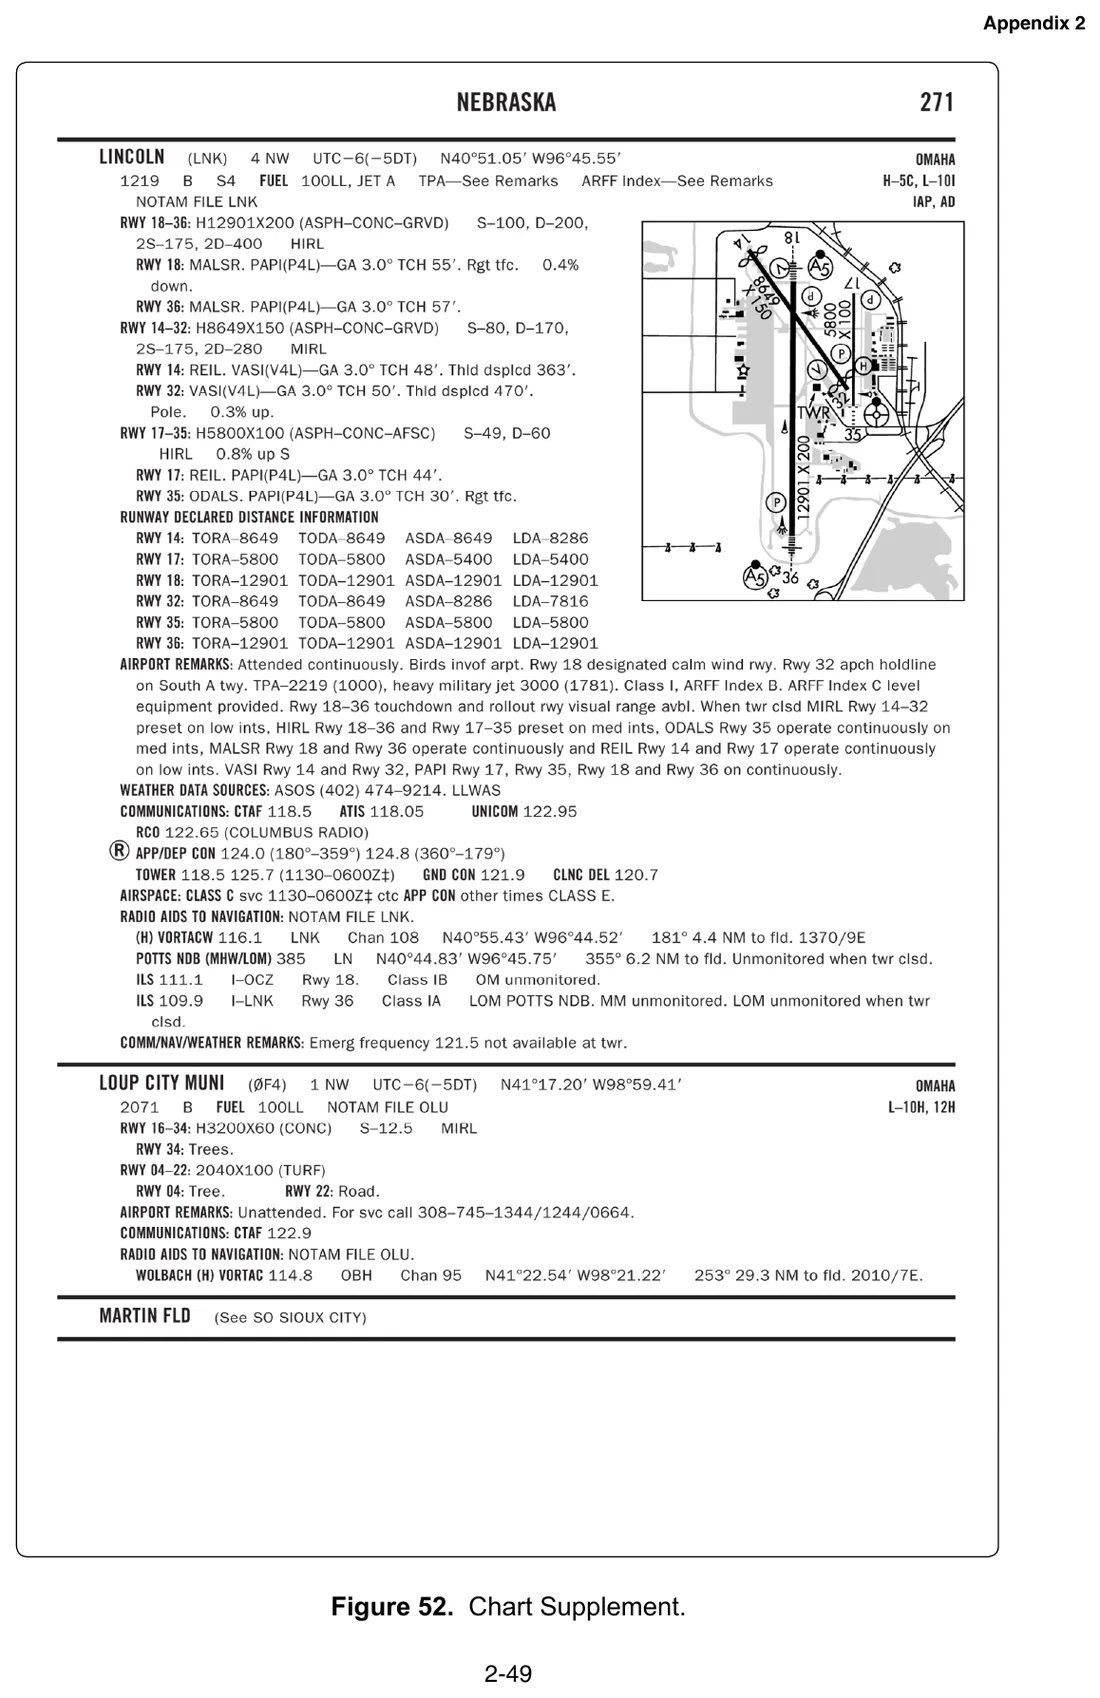 Appendix 2
NEBRASKA 271
LINCOLN (LNK) 4 NW UTC−6(−5DT) N40°51.05′ W96°45.55′ OMAHA
1219 B S4 FUEL 100LL, JET A TPA—See Remarks ARFF Index—See Remarks H–5C, L–10I
NOTAM FILE LNK IAP, AD
RWY 18–36: H12901X200 (ASPH–CONC–GRVD) S–100, D–200,
2S–175, 2D–400 HIRL
RWY 18: MALSR. PAPI(P4L)—GA 3.0° TCH 55′. Rgt tfc. 0.4%
down.
RWY 36: MALSR. PAPI(P4L)—GA 3.0° TCH 57′.
RWY 14–32: H8649X150 (ASPH–CONC–GRVD) S–80, D–170,
2S–175, 2D–280 MIRL
RWY 14: REIL. VASI(V4L)—GA 3.0° TCH 48′. Thld dsplcd 363′.
RWY 32: VASI(V4L)—GA 3.0° TCH 50′. Thld dsplcd 470′.
Pole. 0.3% up.
RWY 17–35: H5800X100 (ASPH–CONC–AFSC) S–49, D–60
HIRL 0.8% up S
RWY 17: REIL. PAPI(P4L)—GA 3.0° TCH 44′.
RWY 35: ODALS. PAPI(P4L)—GA 3.0° TCH 30′. Rgt tfc.
RUNWAY DECLARED DISTANCE INFORMATION
RWY 14: TORA–8649 TODA–8649 ASDA–8649 LDA–8286
RWY 17: TORA–5800 TODA–5800 ASDA–5400 LDA–5400
RWY 18: TORA–12901 TODA–12901 ASDA–12901 LDA–12901
RWY 32: TORA–8649 TODA–8649 ASDA–8286 LDA–7816
RWY 35: TORA–5800 TODA–5800 ASDA–5800 LDA–5800
RWY 36: TORA–12901 TODA–12901 ASDA–12901 LDA–12901
14
18
V
A5
8649 X 150
P
17
P
5800 X 100
P
V
H
32
TWR
35
12901 X 200
P
A5
36
AIRPORT REMARKS: Attended continuously. Birds invof arpt. Rwy 18 designated calm wind rwy. Rwy 32 apch holdline
on South A twy. TPA–2219 (1000), heavy military jet 3000 (1781). Class I, ARFF Index B. ARFF Index C level
equipment provided. Rwy 18–36 touchdown and rollout rwy visual range avbl. When twr clsd MIRL Rwy 14–32
preset on low ints, HIRL Rwy 18–36 and Rwy 17–35 preset on med ints, ODALS Rwy 35 operate continuously on
med ints, MALSR Rwy 18 and Rwy 36 operate continuously and REIL Rwy 14 and Rwy 17 operate continuously
on low ints. VASI Rwy 14 and Rwy 32, PAPI Rwy 17, Rwy 35, Rwy 18 and Rwy 36 on continuously.
WEATHER DATA SOURCES: ASOS (402) 474–9214. LLWAS
COMMUNICATIONS: CTAF 118.5 ATIS 118.05 UNICOM 122.95
RCO 122.65 (COLUMBUS RADIO)
Ⓡ APP/DEP CON 124.0 (180°–359°) 124.8 (360°–179°)
TOWER 118.5 125.7 (1130–0600Z‡) GND CON 121.9 CLNC DEL 120.7
AIRSPACE: CLASS C svc 1130–0600Z‡ ctc APP CON other times CLASS E.
RADIO AIDS TO NAVIGATION: NOTAM FILE LNK.
(H) VORTACW 116.1 LNK Chan 108 N40°55.43′ W96°44.52′ 181° 4.4 NM to fld. 1370/9E
POTTS NDB (MHW/LOM) 385 LN N40°44.83′ W96°45.75′ 355° 6.2 NM to fld. Unmonitored when twr clsd.
ILS 111.1 I–OCZ Rwy 18. Class IB OM unmonitored.
ILS 109.9 I–LNK Rwy 36 Class IA LOM POTTS NDB. MM unmonitored. LOM unmonitored when twr
clsd.
COMM/NAV/WEATHER REMARKS: Emerg frequency 121.5 not available at twr.
LOUP CITY MUNI (ØF4) 1 NW UTC−6(−5DT) N41°17.20′ W98°59.41′ OMAHA
2071 B FUEL 100LL NOTAM FILE OLU L–10H, 12H
RWY 16–34: H3200X60 (CONC) S–12.5 MIRL
RWY 34: Trees.
RWY 04–22: 2040X100 (TURF)
RWY 04: Tree. RWY 22: Road.
AIRPORT REMARKS: Unattended. For svc call 308–745–1344/1244/0664.
COMMUNICATIONS: CTAF 122.9
RADIO AIDS TO NAVIGATION: NOTAM FILE OLU.
WOLBACH (H) VORTAC 114.8 OBH Chan 95 N41°22.54′ W98°21.22′ 253° 29.3 NM to fld. 2010/7E.
MARTIN FLD (See SO SIOUX CITY)
Figure 52. Chart Supplement.
2-49